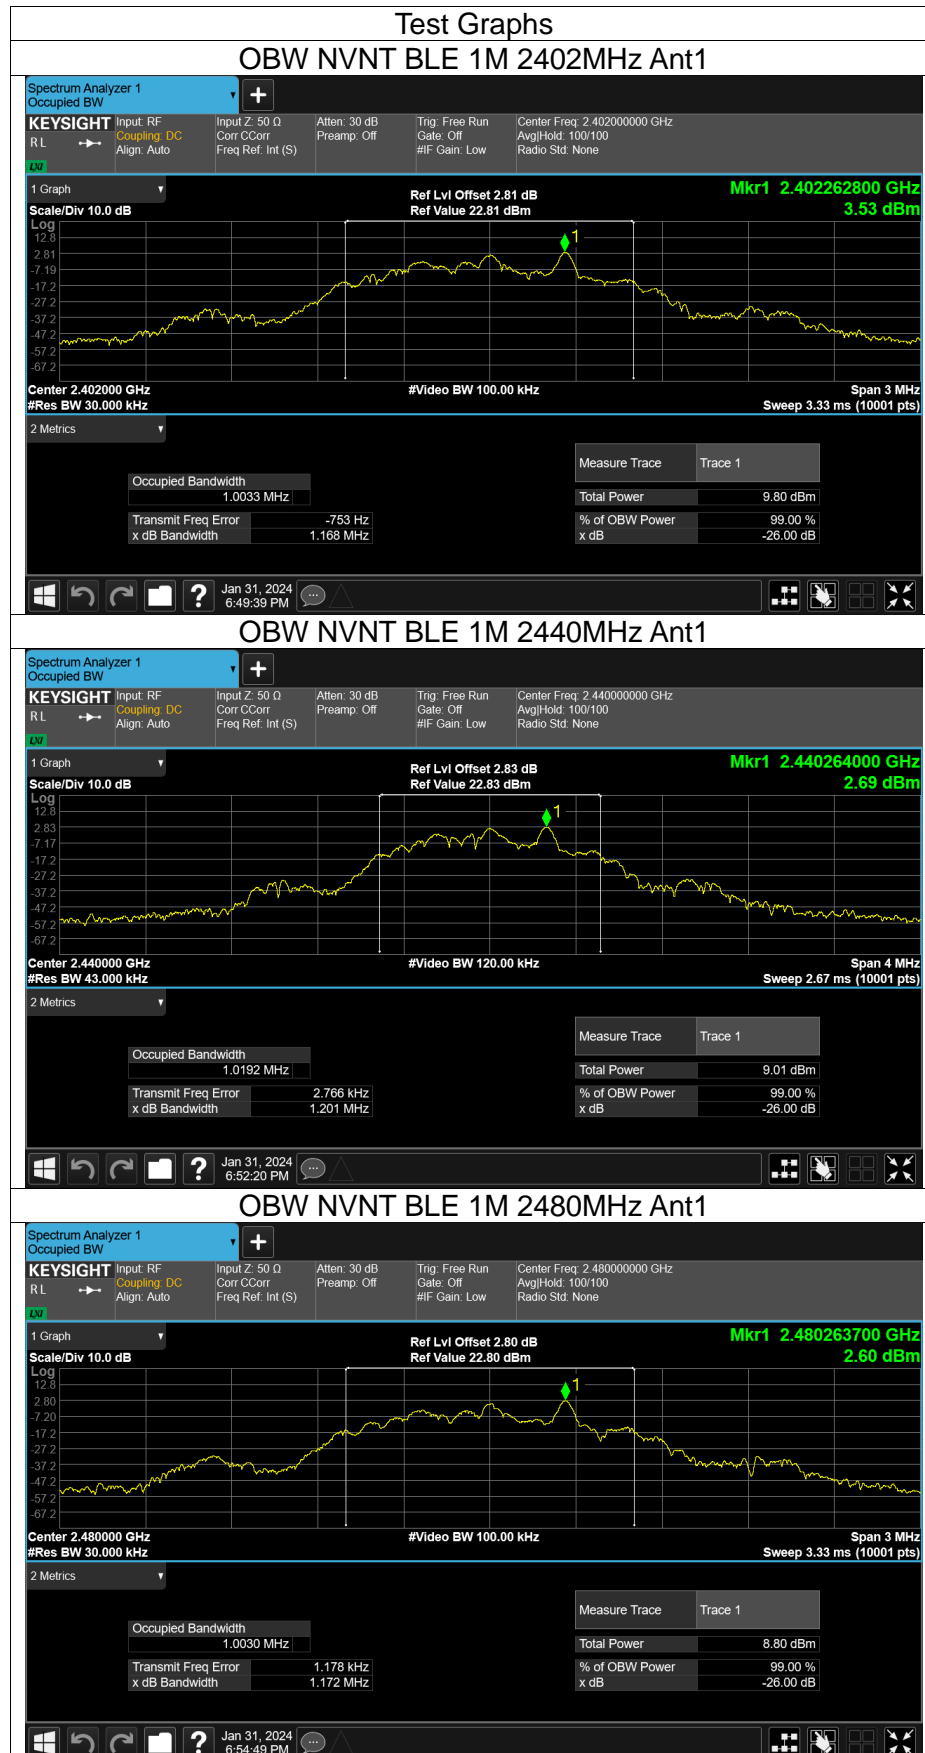 Test Graphs
OBW NVNT BLE 1M 2402MHz Ant1
Spectrum Analyzer 1
Occupied BW
KEYSIGHT Input: RF Input Z: 50 Ω Atten: 30 dB Trig: Free Run Center Freq: 2.402000000 GHz
RL Coupling: DC Corr CCorr Preamp: Off Gate: Off Avg|Hold: 100/100
Align: Auto Freq Ref: Int (S) #IF Gain: Low Radio Std: None
LXI
1 Graph Ref Lvl Offset 2.81 dB Mkr1 2.402262800 GHz
Scale/Div 10.0 dB Ref Value 22.81 dBm 3.53 dBm
Log
12.8
1
2.81
-7.19
-17.2
-27.2
-37.2
-47.2
-57.2
-67.2
Center 2.402000 GHz #Video BW 100.00 kHz Span 3 MHz
#Res BW 30.000 kHz Sweep 3.33 ms (10001 pts)
2 Metrics
Measure Trace Trace 1
Occupied Bandwidth
1.0033 MHz Total Power 9.80 dBm
Transmit Freq Error -753 Hz % of OBW Power 99.00 %
x dB Bandwidth 1.168 MHz x dB -26.00 dB
Jan 31, 2024
6:49:39 PM
OBW NVNT BLE 1M 2440MHz Ant1
Spectrum Analyzer 1
Occupied BW
KEYSIGHT Input: RF Input Z: 50 Ω Atten: 30 dB Trig: Free Run Center Freq: 2.440000000 GHz
RL Coupling: DC Corr CCorr Preamp: Off Gate: Off Avg|Hold: 100/100
Align: Auto Freq Ref: Int (S) #IF Gain: Low Radio Std: None
LXI
1 Graph Ref Lvl Offset 2.83 dB Mkr1 2.440264000 GHz
Scale/Div 10.0 dB Ref Value 22.83 dBm 2.69 dBm
Log
12.8
1
2.83
-7.17
-17.2
-27.2
-37.2
-47.2
-57.2
-67.2
Center 2.440000 GHz #Video BW 120.00 kHz Span 4 MHz
#Res BW 43.000 kHz Sweep 2.67 ms (10001 pts)
2 Metrics
Measure Trace Trace 1
Occupied Bandwidth
1.0192 MHz Total Power 9.01 dBm
Transmit Freq Error 2.766 kHz % of OBW Power 99.00 %
x dB Bandwidth 1.201 MHz x dB -26.00 dB
Jan 31, 2024
6:52:20 PM
OBW NVNT BLE 1M 2480MHz Ant1
Spectrum Analyzer 1
Occupied BW
KEYSIGHT Input: RF Input Z: 50 Ω Atten: 30 dB Trig: Free Run Center Freq: 2.480000000 GHz
RL Coupling: DC Corr CCorr Preamp: Off Gate: Off Avg|Hold: 100/100
Align: Auto Freq Ref: Int (S) #IF Gain: Low Radio Std: None
LXI
1 Graph Ref Lvl Offset 2.80 dB Mkr1 2.480263700 GHz
Scale/Div 10.0 dB Ref Value 22.80 dBm 2.60 dBm
Log
12.8
1
2.80
-7.20
-17.2
-27.2
-37.2
-47.2
-57.2
-67.2
Center 2.480000 GHz #Video BW 100.00 kHz Span 3 MHz
#Res BW 30.000 kHz Sweep 3.33 ms (10001 pts)
2 Metrics
Measure Trace Trace 1
Occupied Bandwidth
1.0030 MHz Total Power 8.80 dBm
Transmit Freq Error 1.178 kHz % of OBW Power 99.00 %
x dB Bandwidth 1.172 MHz x dB -26.00 dB
Jan 31, 2024
6:54:49 PM